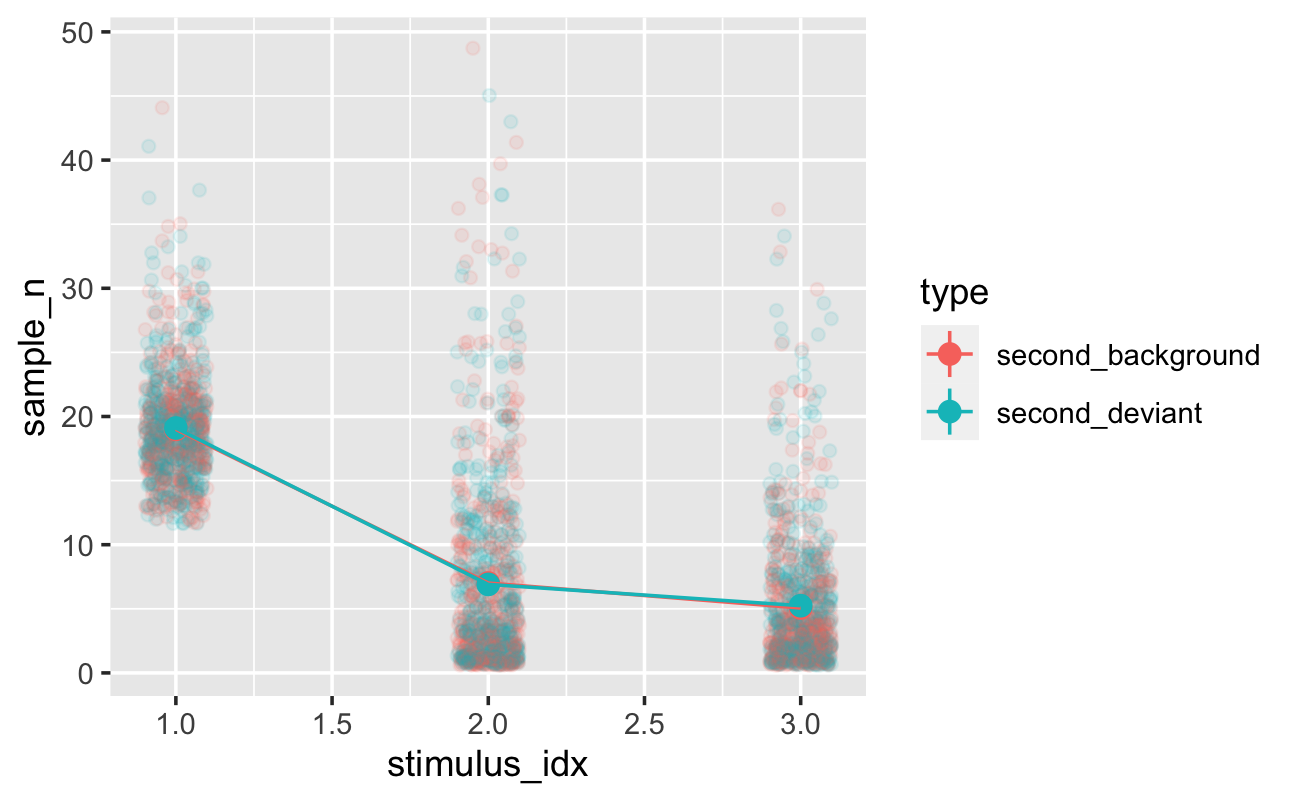 50
40
30
20
10
0
sample_n
1.0 1.5 2.0 2.5 3.0
stimulus_idx
type
second_background
second_deviant